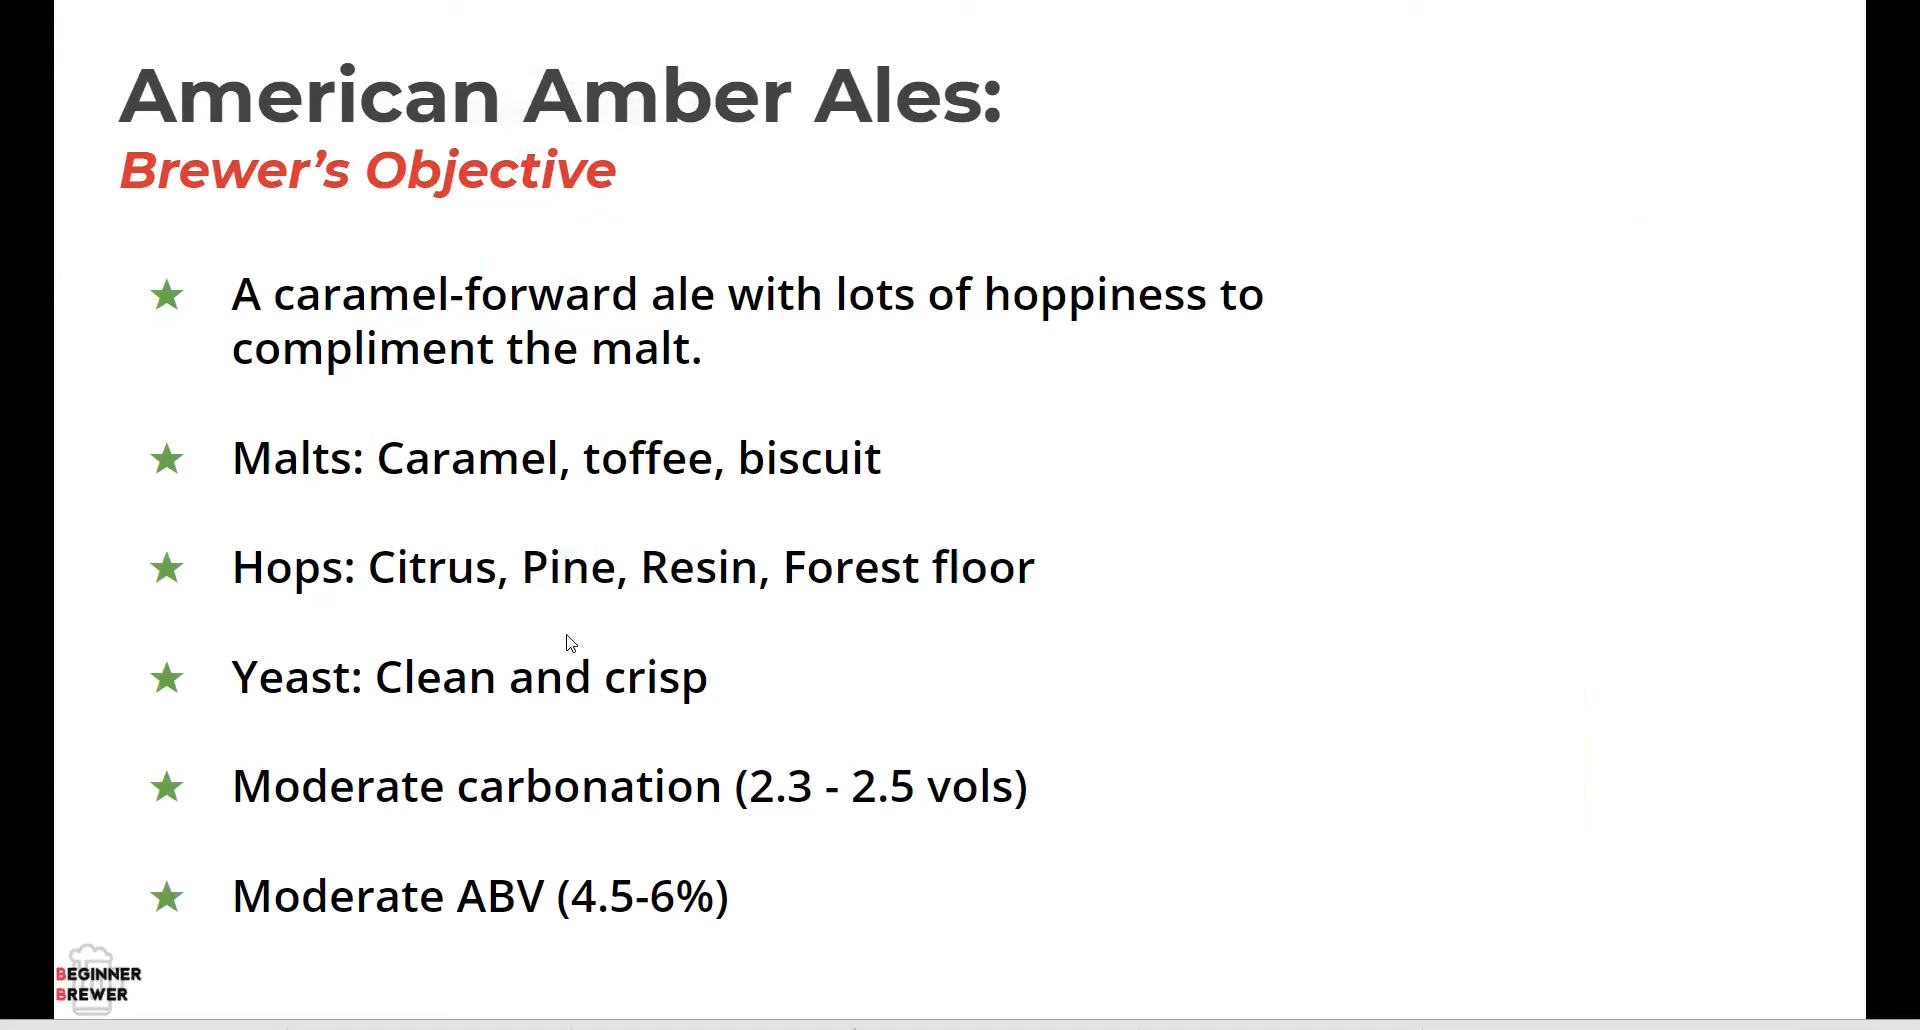 American Amber Ales:
Brewer’s Objective
A caramel-forward ale with lots of hoppiness to
compliment the malt.
Malts: Caramel, toffee, biscuit
Hops: Citrus, Pine, Resin, Forest floor
Yeast: Clean and crisp
Moderate carbonation (2.3 - 2.5 vols)
Moderate ABV (4.5-6%)
BEGINNER
BREWER